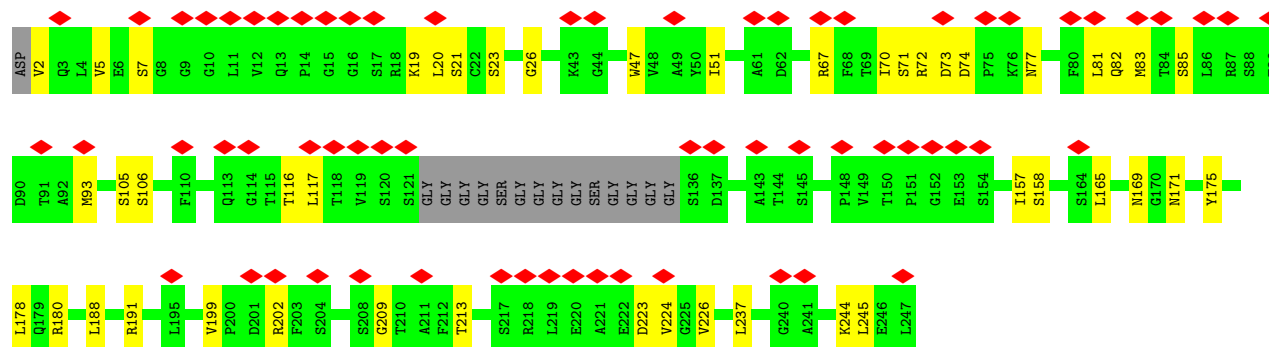 ASP V2 Q3 L4 V5 E6 S7 G8 G9 G10 L11 V12 Q13 P14 G15 G16 S17 R18 K19 L20 S21 C22 S23 G26 K43 G44 W47 V48 A49 Y50 I51 A61 D62 R67 F68 T69 I70 S71 R72 D73 D74 P75 K76 N77 F80 L81 Q82 M83 T84 S85 L86 R87 S88
D90 T91 A92 M93 S105 S106 F110 Q113 G114 T115 T116 L117 T118 V119 S120 S121 GLY GLY GLY GLY SER GLY GLY GLY GLY SER GLY GLY GLY GLY S136 D137 A143 T144 S145 P148 V149 T150 P151 G152 E153 S154 I157 S158 S164 L165 N169 G170 N171 Y175
L178 Q179 R180 L188 R191 L195 V199 P200 D201 R202 F203 S204 S208 G209 T210 A211 F212 T213 S217 R218 L219 E220 A221 E222 D223 V224 G225 V226 L237 G240 A241 K244 L245 E246 L247